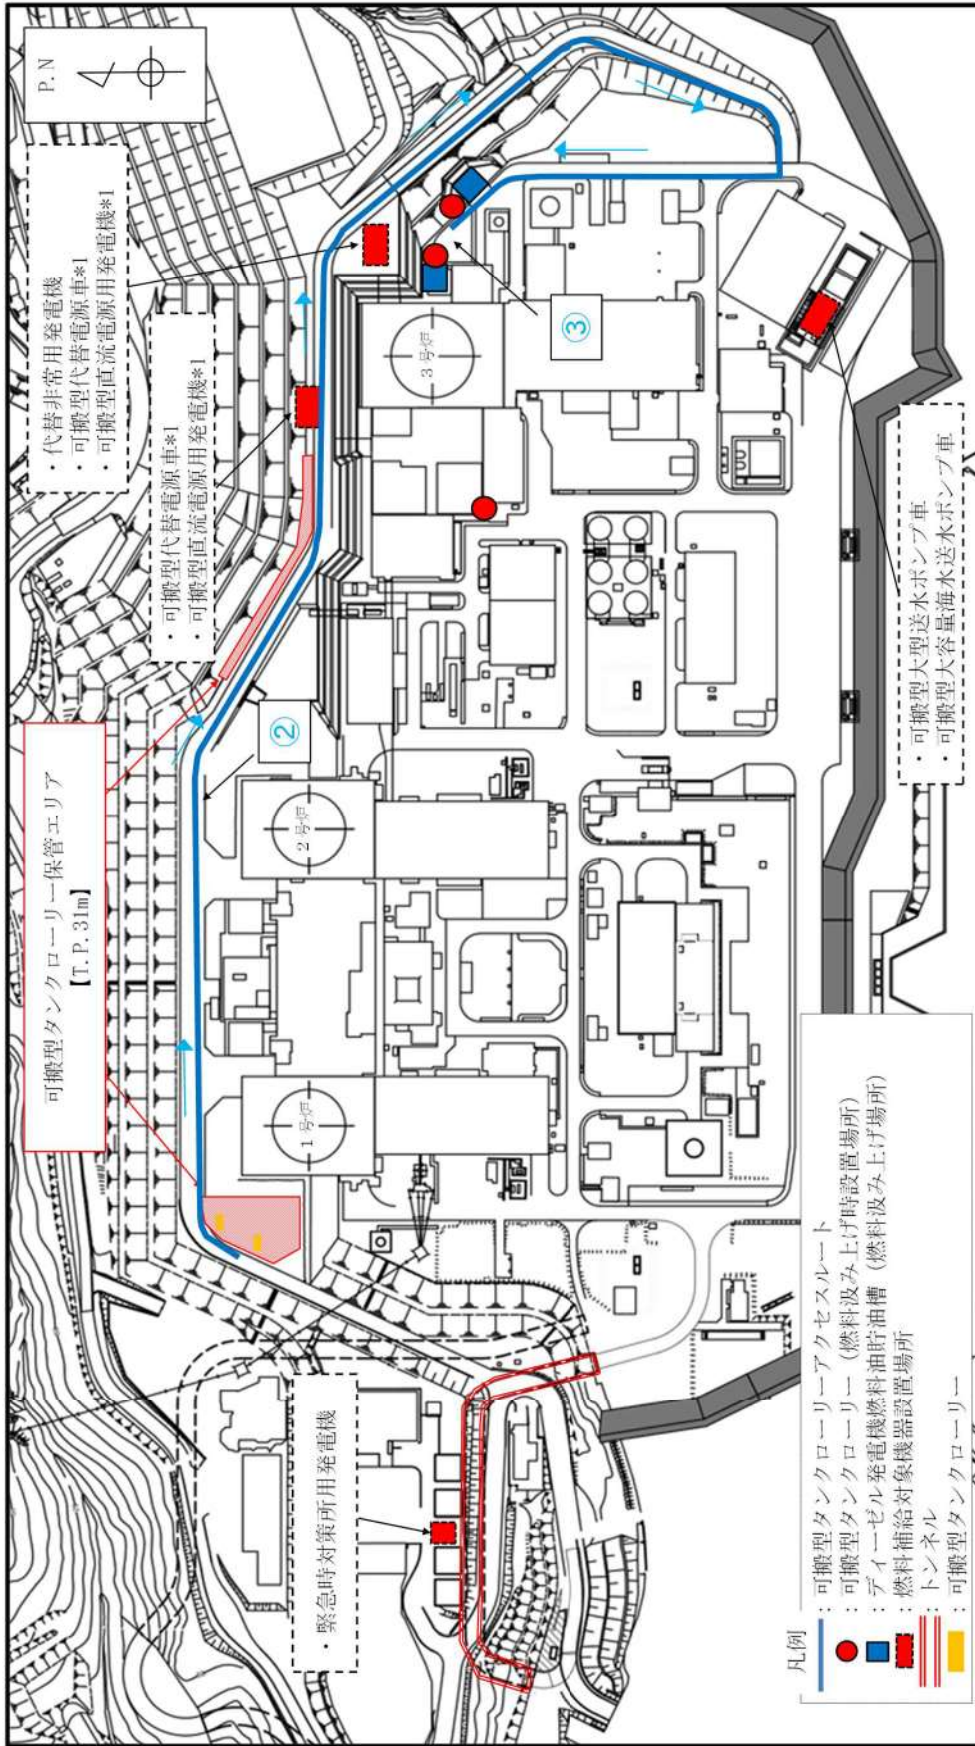 P.N
・代替非常用発電機
・可搬型代替電源車*1
・可搬型直流電源用発電機*1
・可搬型代替電源車*1
・可搬型直流電源用発電機*1
可搬型タンクローリー保管エリア
【T.P.31m】
・緊急時対策所用発電機
②
③
1号炉
2号炉
3号炉
・可搬型大型送水ポンプ車
・可搬型大容量海水送水ポンプ車
凡例
：可搬型タンクローリーアクセスルート
：可搬型タンクローリー（燃料汲み上げ時設置場所）
：ディーゼル発電機燃料油貯油槽（燃料汲み上げ場所）
：燃料補給対象機器設置場所
：トンネル
：可搬型タンクローリー